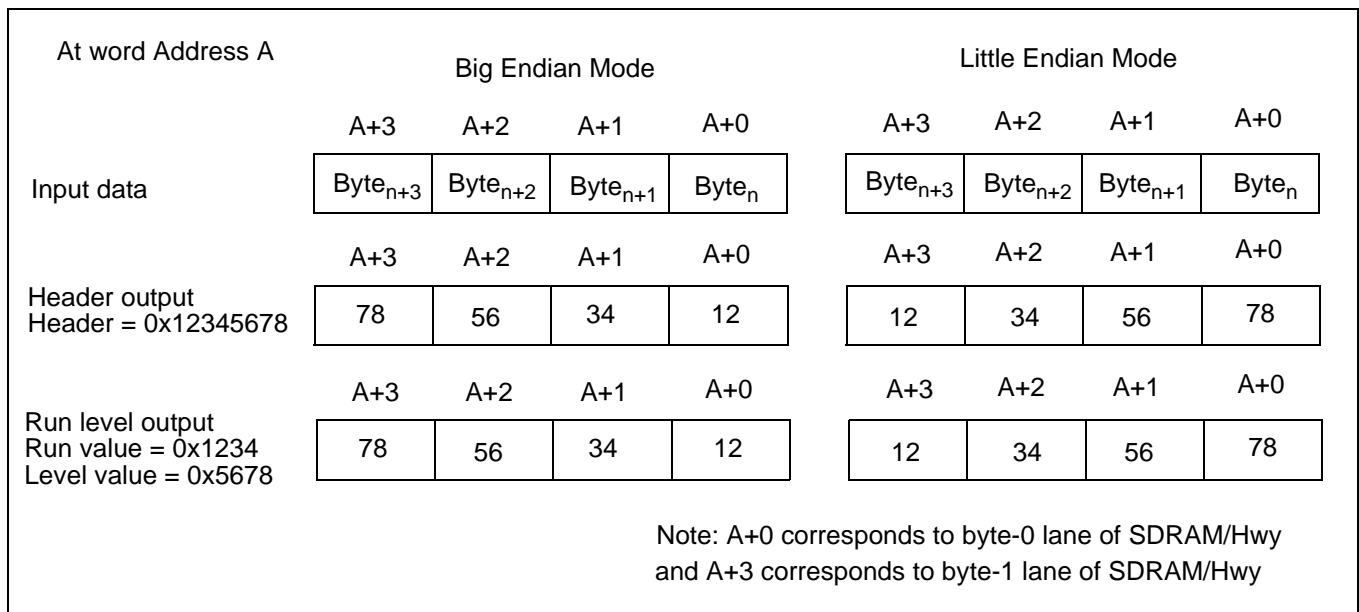 At word Address A
Big Endian Mode
Little Endian Mode
A+3 A+2 A+1 A+0 A+3 A+2 A+1 A+0
Input data
Byten+3 Byten+2 Byten+1 Byten Byten+3 Byten+2 Byten+1 Byten
A+3 A+2 A+1 A+0 A+3 A+2 A+1 A+0
Header output
Header = 0x12345678
78 56 34 12 12 34 56 78
A+3 A+2 A+1 A+0 A+3 A+2 A+1 A+0
Run level output
Run value = 0x1234
Level value = 0x5678
78 56 34 12 12 34 56 78
Note: A+0 corresponds to byte-0 lane of SDRAM/Hwy
and A+3 corresponds to byte-1 lane of SDRAM/Hwy